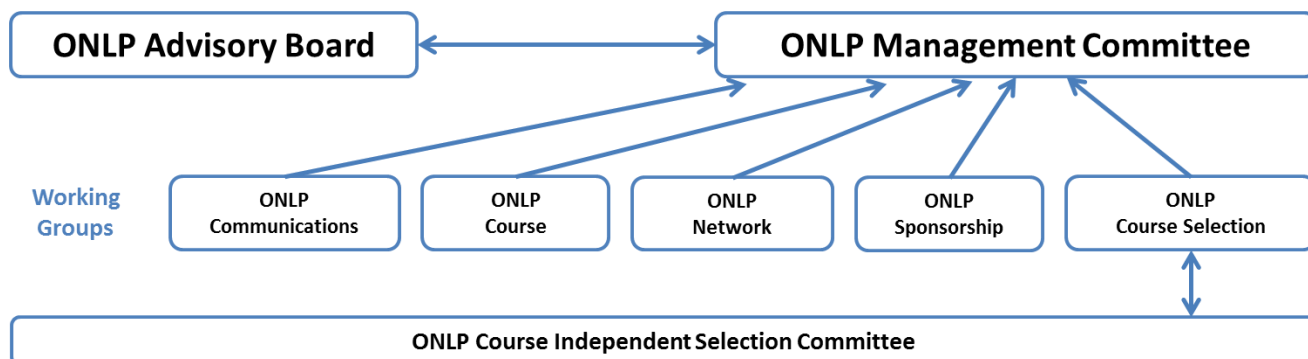 ONLP Advisory Board
ONLP Management Committee
Working
Groups
ONLP
Communications
ONLP
Course
ONLP
Network
ONLP
Sponsorship
ONLP
Course Selection
ONLP Course Independent Selection Committee